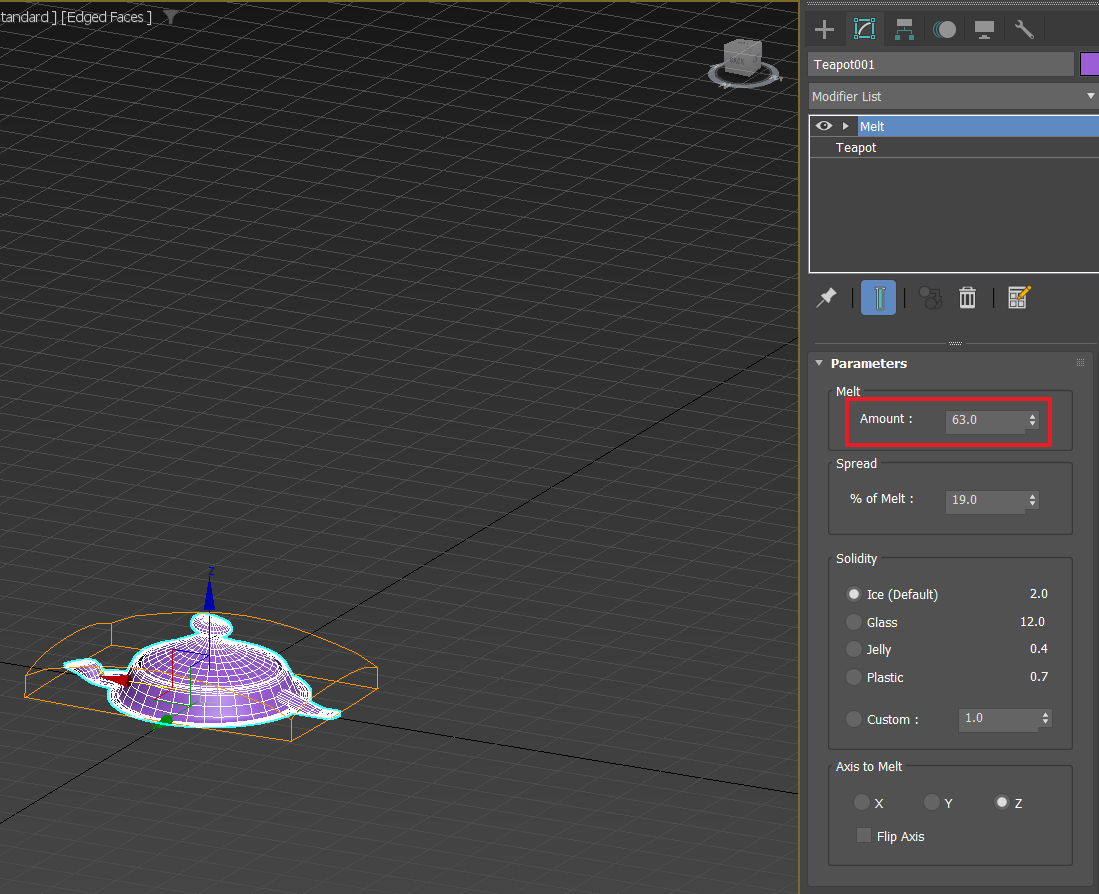 tandard ] [Edged Faces ]
BACK
Teapot001
Modifier List
Melt
Teapot
Parameters
Melt
Amount : 63.0
Spread
% of Melt : 19.0
Solidity
Ice (Default) 2.0
Glass 12.0
Jelly 0.4
Plastic 0.7
Custom : 1.0
Axis to Melt
X Y Z
Flip Axis
z